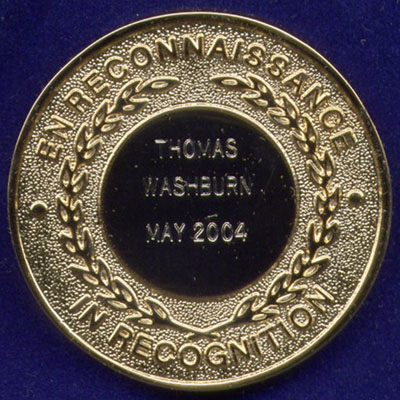 EN RECONNAISSANCE
THOMAS
WASHBURN
MAY 2004
IN RECOGNITION